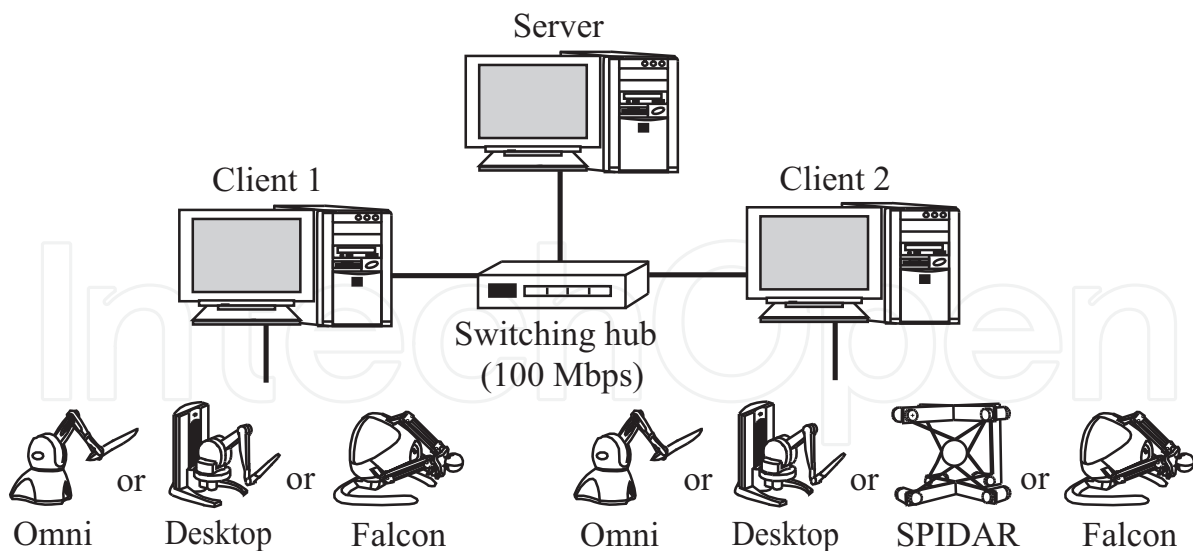 Server
Client 1
Client 2
Switching hub
(100 Mbps)
IntechOpen
or or or or or
Omni Desktop Falcon Omni Desktop SPIDAR Falcon